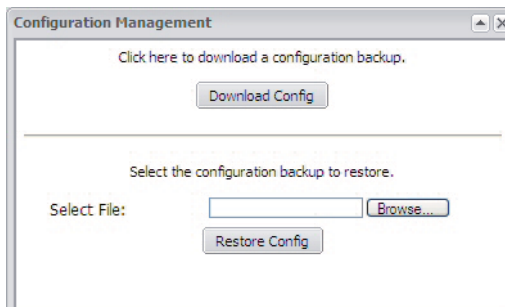 Configuration Management
Click here to download a configuration backup.
Download Config
Select the configuration backup to restore.
Select File: Browse...
Restore Config